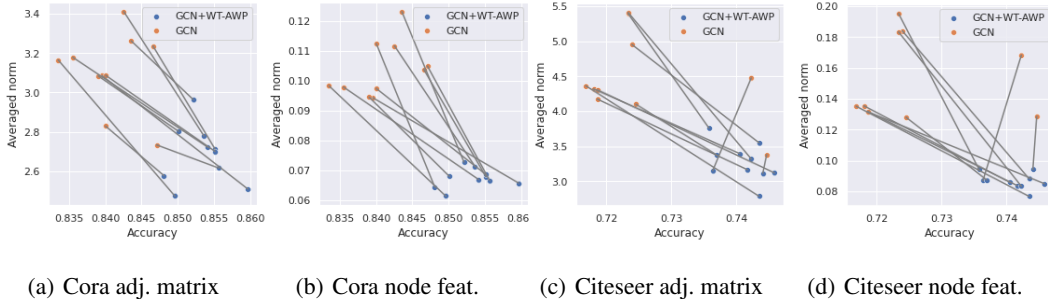 GCN+WT-AWP
GCN
3.4
3.2
3.0
2.8
2.6
Averaged norm
0.835 0.840 0.845 0.850 0.855 0.860
Accuracy
(a) Cora adj. matrix
GCN+WT-AWP
GCN
0.12
0.11
0.10
0.09
0.08
0.07
0.06
Averaged norm
0.835 0.84 0.845 0.85 0.855 0.86
Accuracy
(b) Cora node feat.
GCN+WT-AWP
GCN
5.5
5.0
4.5
4.0
3.5
3.0
Averaged norm
0.72 0.73 0.74
Accuracy
(c) Citeseer adj. matrix
GCN+WT-AWP
GCN
0.20
0.18
0.16
0.14
0.12
0.10
0.08
Averaged norm
0.72 0.73 0.74
Accuracy
(d) Citeseer node feat.